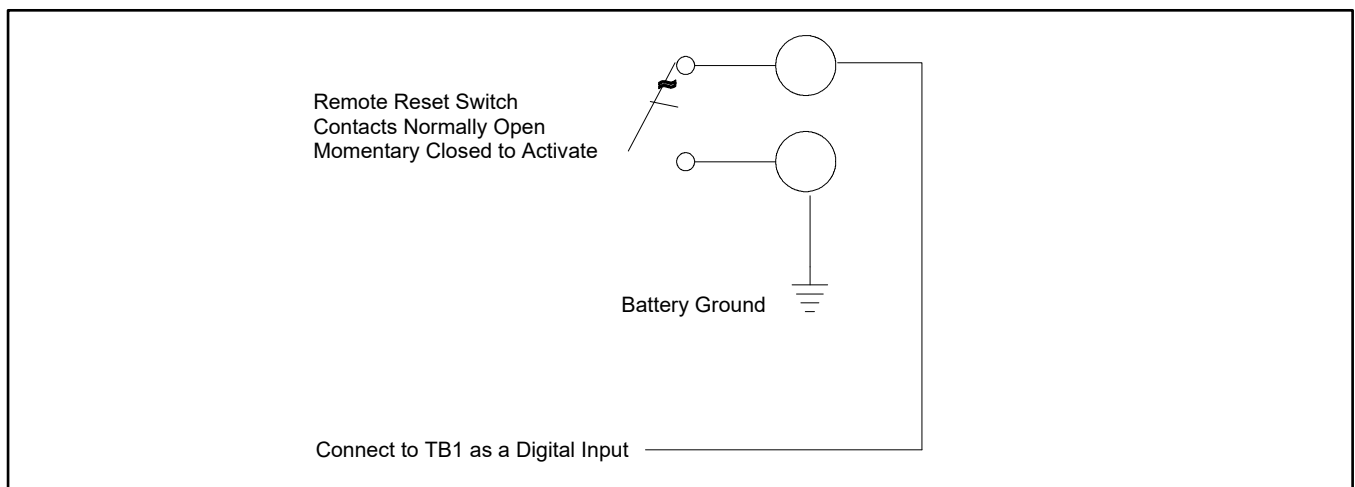 Remote Reset Switch
Contacts Normally Open
Momentary Closed to Activate
Battery Ground
Connect to TB1 as a Digital Input